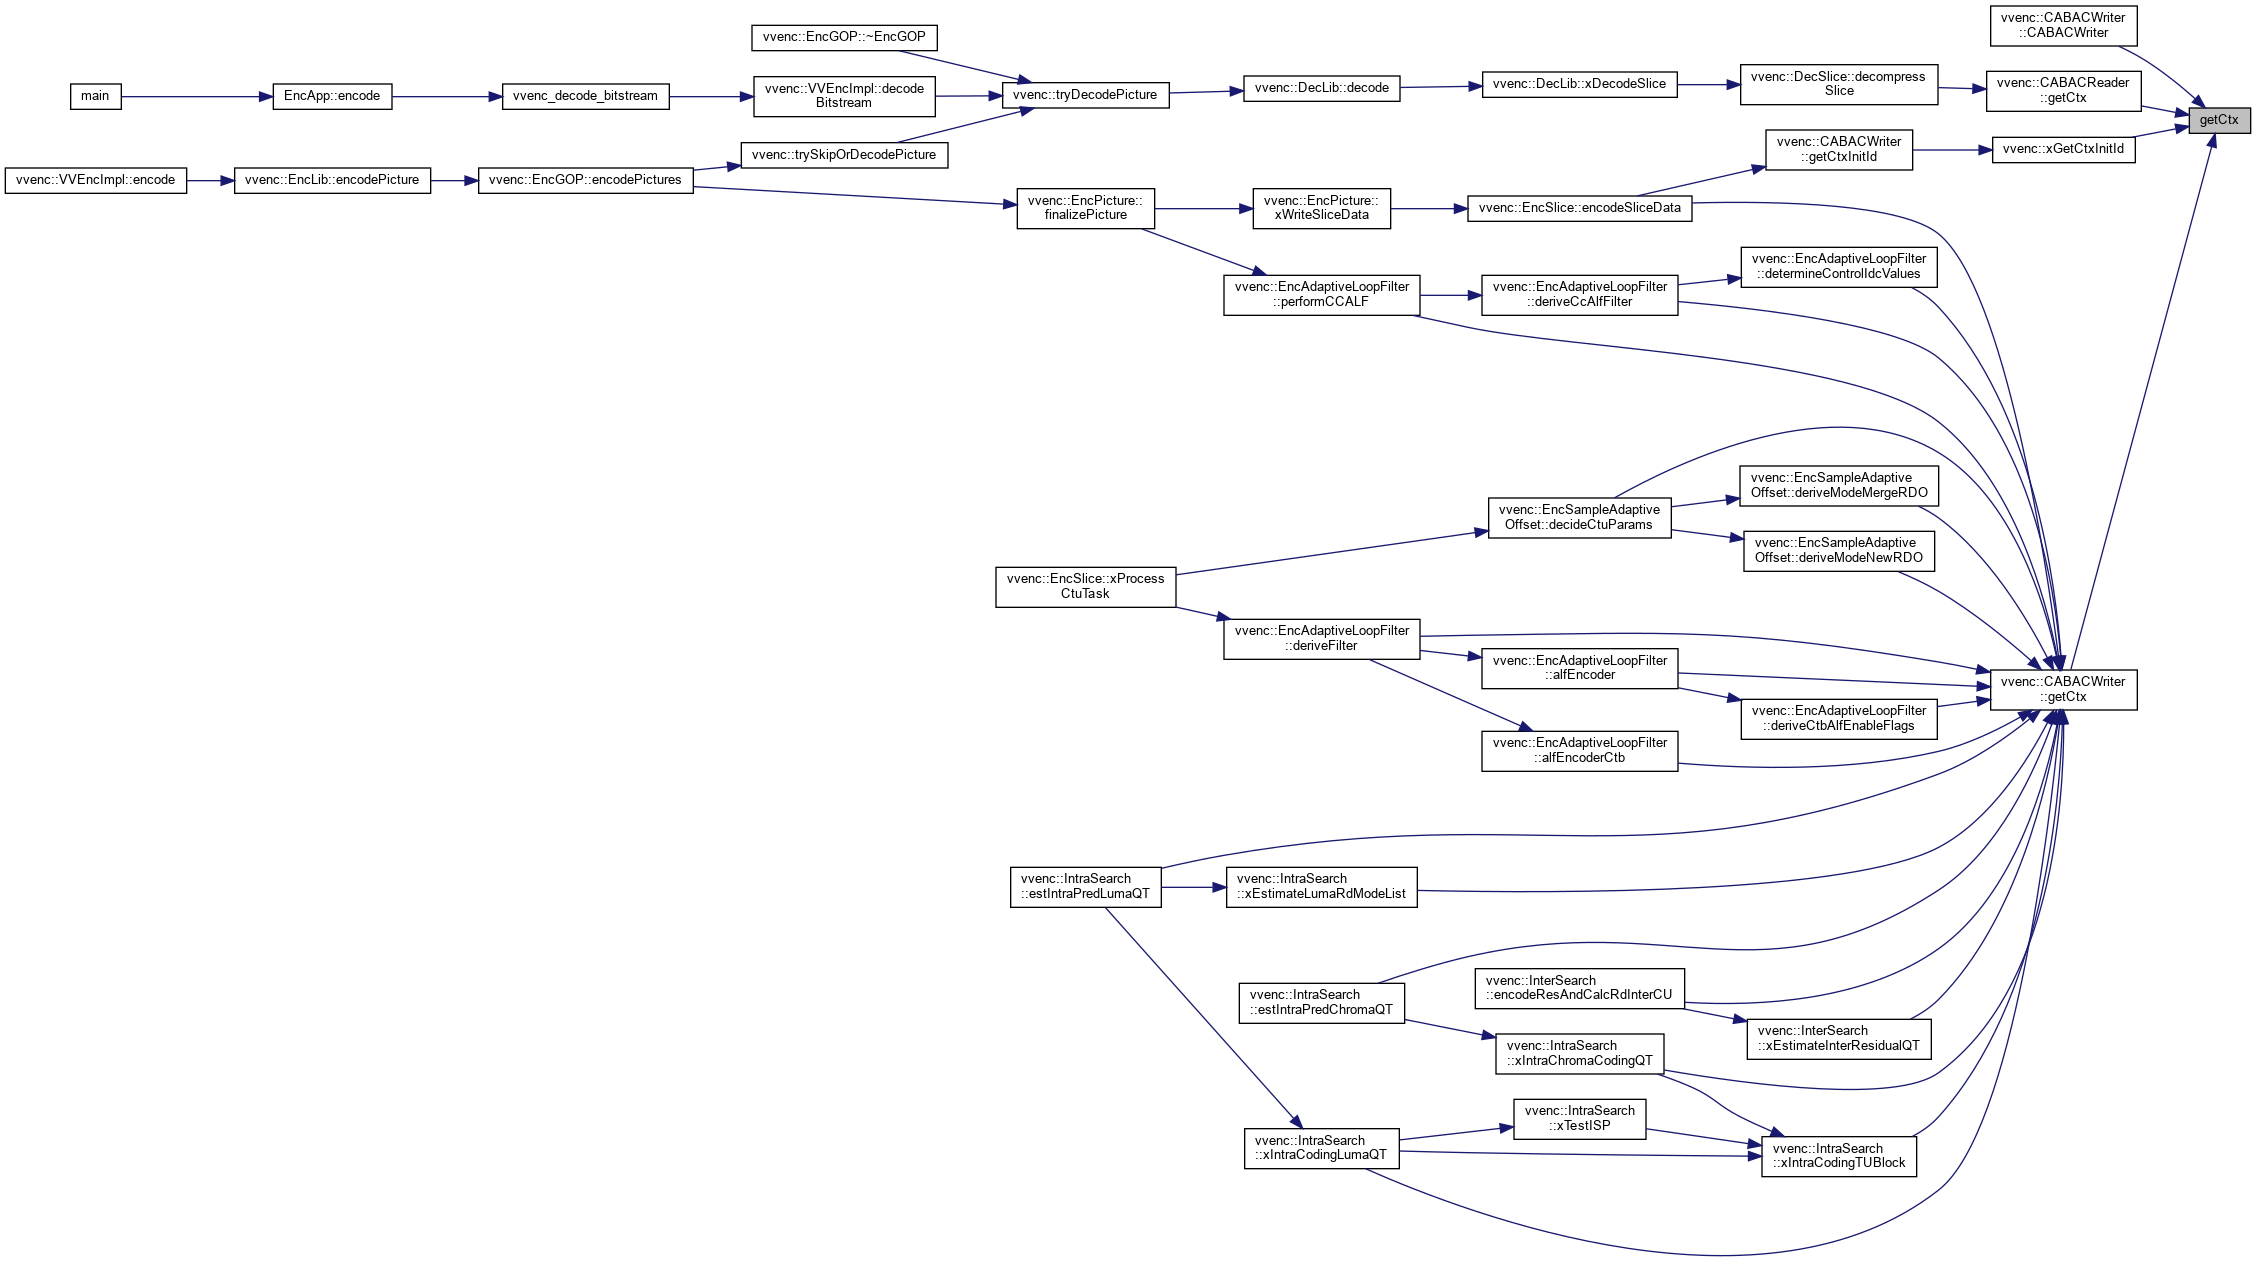 vvenc::CABACWriter
::CABACWriter
vvenc::EncGOP::~EncGOP
main
EncApp::encode
vvenc_decode_bitstream
vvenc::VVEncImpl::decode
Bitstream
vvenc::tryDecodePicture
vvenc::DecLib::decode
vvenc::DecLib::xDecodeSlice
vvenc::DecSlice::decompress
Slice
vvenc::CABACReader
::getCtx
getCtx
vvenc::trySkipOrDecodePicture
vvenc::CABACWriter
::getCtxInitId
vvenc::xGetCtxInitId
vvenc::VVEncImpl::encode
vvenc::EncLib::encodePicture
vvenc::EncGOP::encodePictures
vvenc::EncPicture::
finalizePicture
vvenc::EncPicture::
xWriteSliceData
vvenc::EncSlice::encodeSliceData
vvenc::EncAdaptiveLoopFilter
::determineControlIdcValues
vvenc::EncAdaptiveLoopFilter
::performCCALF
vvenc::EncAdaptiveLoopFilter
::deriveCcAlfFilter
vvenc::EncSampleAdaptive
Offset::deriveModeMergeRDO
vvenc::EncSampleAdaptive
Offset::decideCtuParams
vvenc::EncSampleAdaptive
Offset::deriveModeNewRDO
vvenc::EncSlice::xProcess
CtuTask
vvenc::EncAdaptiveLoopFilter
::deriveFilter
vvenc::EncAdaptiveLoopFilter
::alfEncoder
vvenc::CABACWriter
::getCtx
vvenc::EncAdaptiveLoopFilter
::deriveCtbAlfEnableFlags
vvenc::EncAdaptiveLoopFilter
::alfEncoderCtb
vvenc::IntraSearch
::estIntraPredLumaQT
vvenc::IntraSearch
::xEstimateLumaRdModeList
vvenc::IntraSearch
::estIntraPredChromaQT
vvenc::InterSearch
::encodeResAndCalcRdInterCU
vvenc::InterSearch
::xEstimateInterResidualQT
vvenc::IntraSearch
::xIntraChromaCodingQT
vvenc::IntraSearch
::xTestISP
vvenc::IntraSearch
::xIntraCodingLumaQT
vvenc::IntraSearch
::xIntraCodingTUBlock